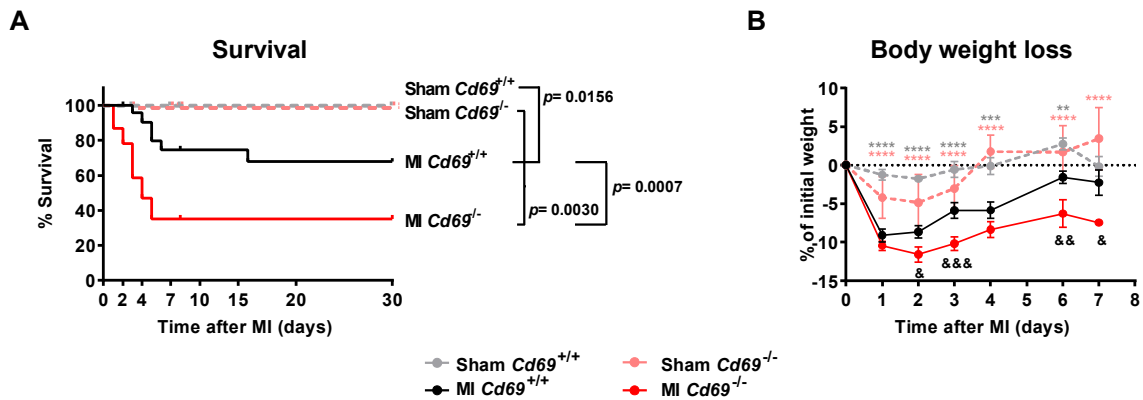 A
Survival
% Survival
100
80
60
40
20
0
0 2 4 7 10 15 20 30
Time after MI (days)
Sham Cd69+/+
Sham Cd69-/-
MI Cd69+/+
MI Cd69-/-
p= 0.0156
p= 0.0030
p= 0.0007
B
Body weight loss
% of initial weight
10
5
0
-5
-10
-15
0 1 2 3 4 6 7 8
Time after MI (days)
**** **** **** *** **
**** **** **** **** **** ****
& &&& && &
Sham Cd69+/+ Sham Cd69-/-
MI Cd69+/+ MI Cd69-/-